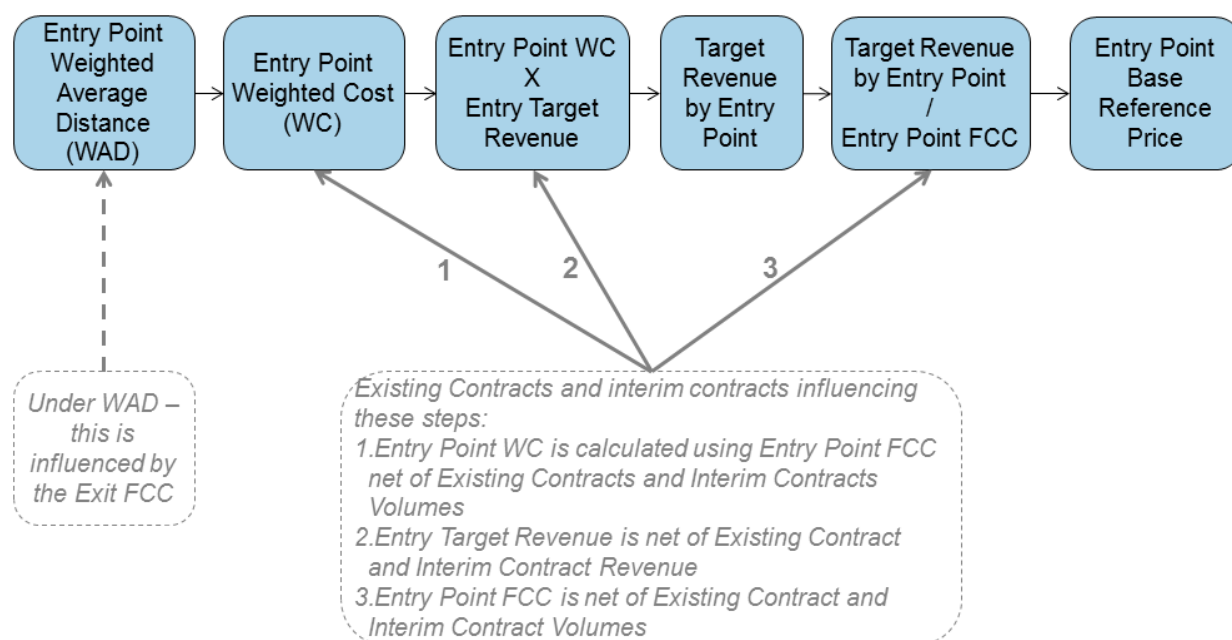 Entry Point
Weighted
Average
Distance
(WAD)
Entry Point
Weighted Cost
(WC)
Entry Point WC
X
Entry Target
Revenue
Target
Revenue
by Entry
Point
Target Revenue
by Entry Point
/
Entry Point FCC
Entry Point
Base
Reference
Price
1
2
3
Under WAD –
this is
influenced by
the Exit FCC
Existing Contracts and interim contracts influencing
these steps:
1.Entry Point WC is calculated using Entry Point FCC
net of Existing Contracts and Interim Contracts
Volumes
2.Entry Target Revenue is net of Existing Contract
and Interim Contract Revenue
3.Entry Point FCC is net of Existing Contract and
Interim Contract Volumes